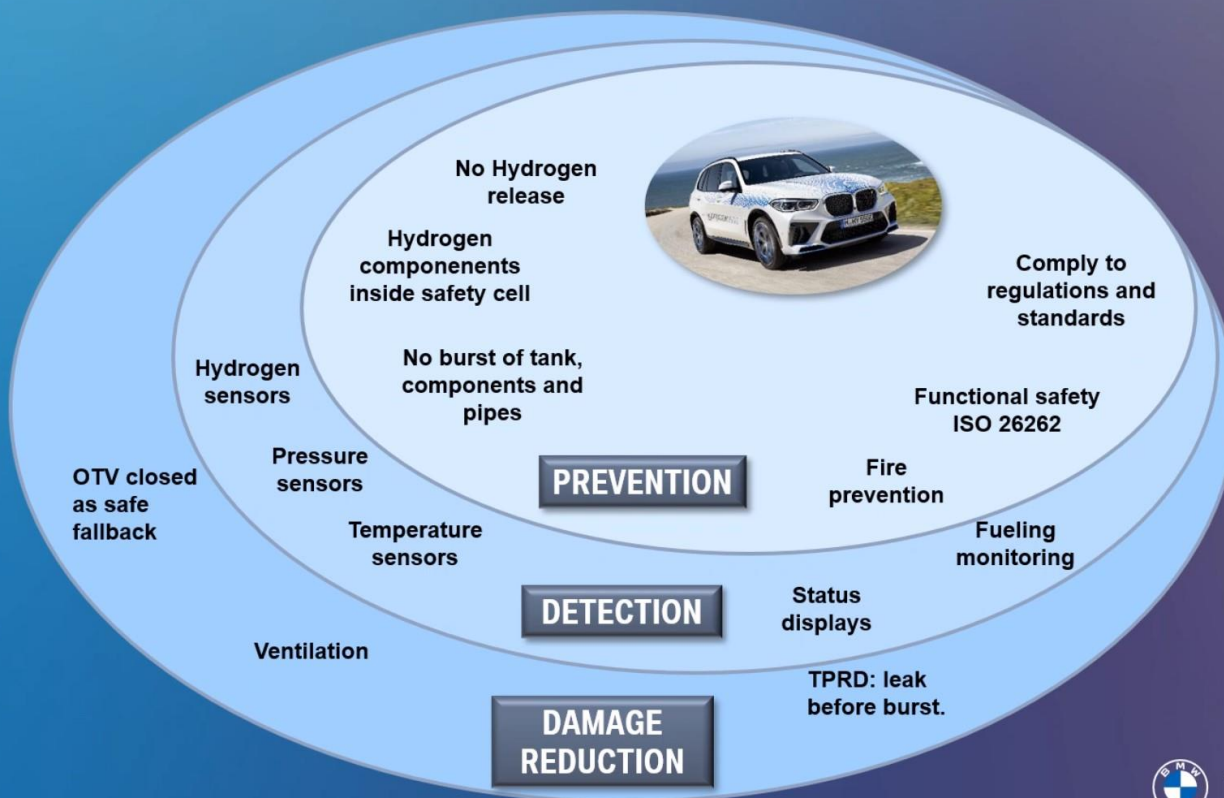 No Hydrogen
release
Hydrogen
componenents
inside safety cell
Comply to
regulations and
standards
No burst of tank,
components and
pipes
Functional safety
ISO 26262
Fire
prevention
PREVENTION
Hydrogen
sensors
Pressure
sensors
Temperature
sensors
Fueling
monitoring
Status
displays
DETECTION
OTV closed
as safe
fallback
Ventilation
TPRD: leak
before burst.
DAMAGE
REDUCTION
BMW